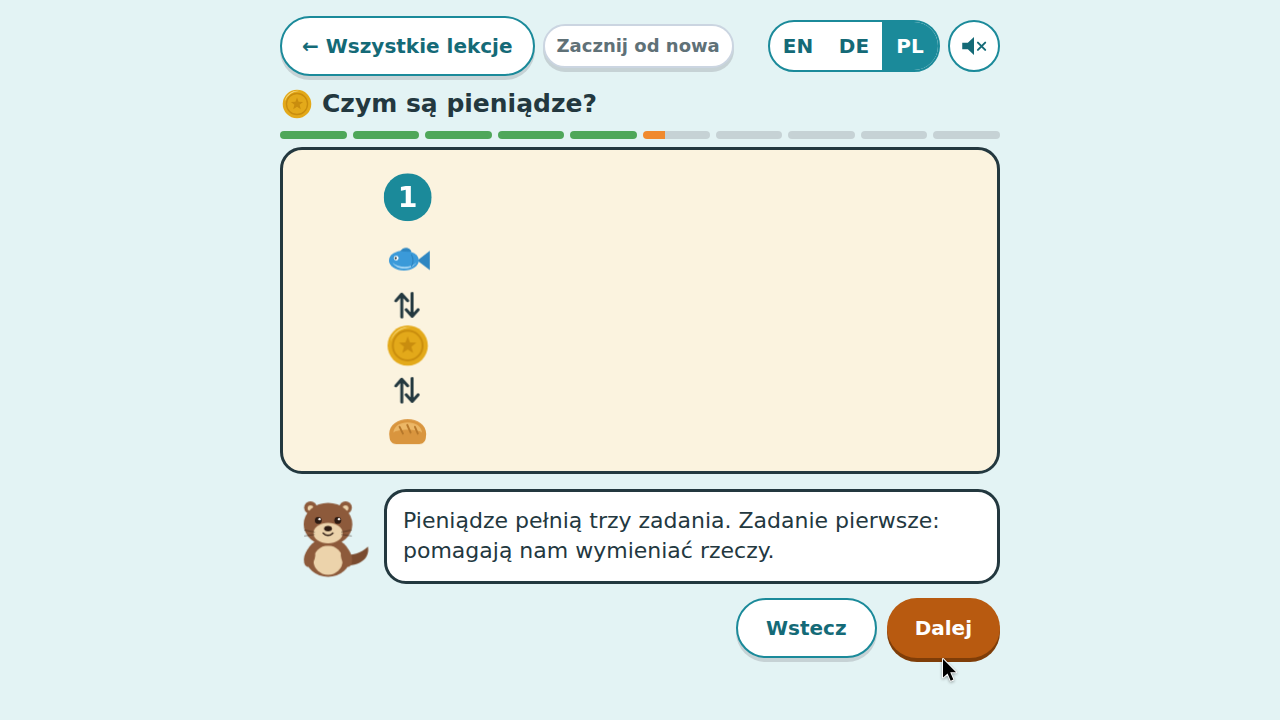 ← Wszystkie lekcje
Zacznij od nowa
EN DE PL
Czym są pieniądze?
1
Pieniądze pełnią trzy zadania. Zadanie pierwsze:
pomagają nam wymieniać rzeczy.
Wstecz
Dalej